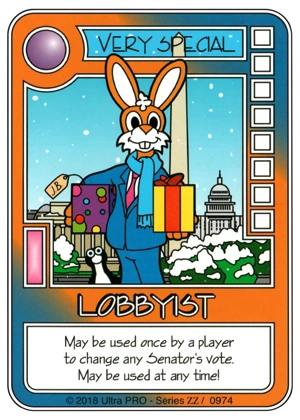 VERY SPECIAL
JB
LOBBYIST
May be used once by a player
to change any Senator's vote.
May be used at any time!
© 2018 Ultra PRO - Series ZZ / 0974